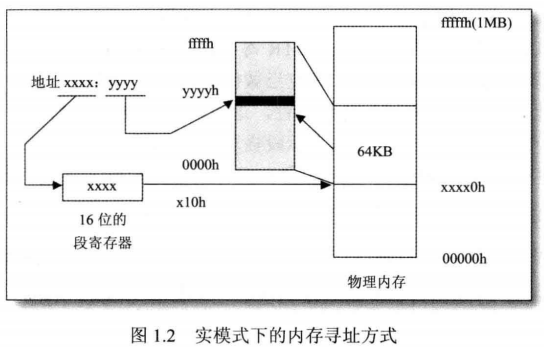 fffffh(1MB)
ffffh
地址 xxxx: yyyy
yyyyh
64KB
0000h
xxxx
xxxx0h
x10h
16 位的
段寄存器
00000h
物理内存
图 1.2 实模式下的内存寻址方式